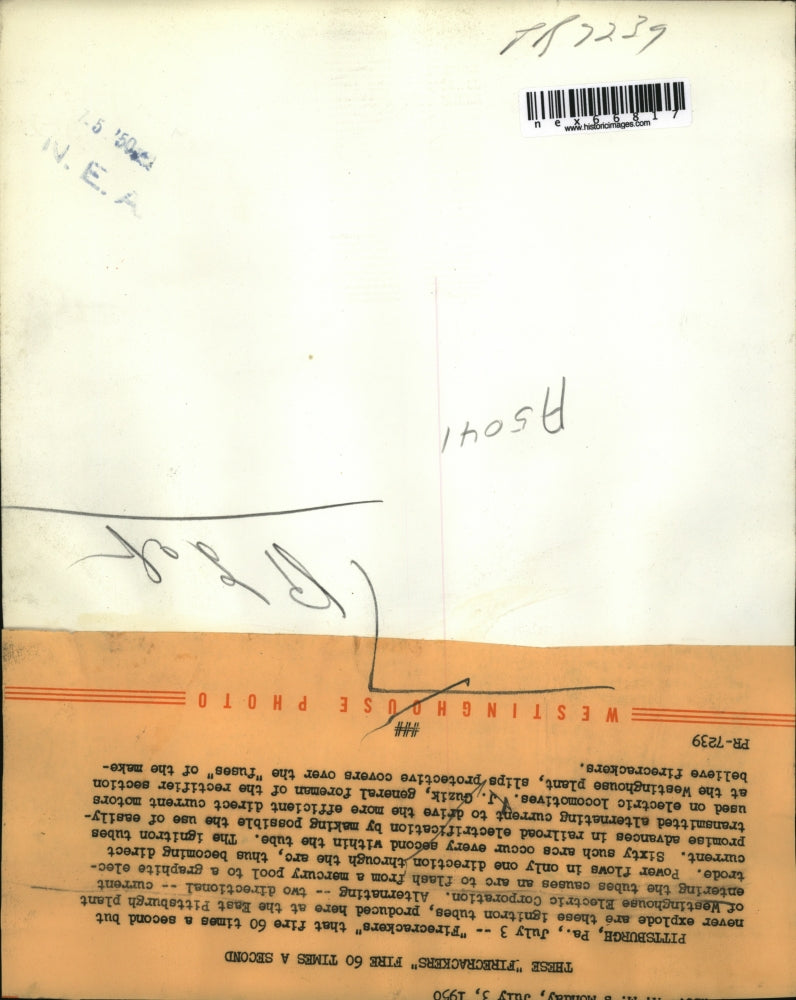 PR 7239
nex66817
www.historicimages.com
'50
N. E. A
A5041
WESTINGHOUSE PHOTO
MONDAY, July 3, 1950
THESE "FIRECRACKERS" FIRE 60 TIMES A SECOND
PITTSBURGH, Pa., July 3 -- "Firecrackers" that fire 60 times a second but
never explode are these ignitron tubes, produced here at the East Pittsburgh plant
of Westinghouse Electric Corporation. Alternating -- two directional -- current
entering the tubes causes an arc to flash from a mercury pool to a graphite elec-
trode. Power flows in only one direction through the arc, thus becoming direct
current. Sixty such arcs occur every second within the tube. The ignitron tubes
promise advances in railroad electrification by making possible the use of easily-
transmitted alternating current to drive the more efficient direct current motors
used on electric locomotives. J. Guzik, general foreman of the rectifier section
at the Westinghouse plant, slips protective covers over the "fuses" of the make-
believe firecrackers.
PR-7239
###